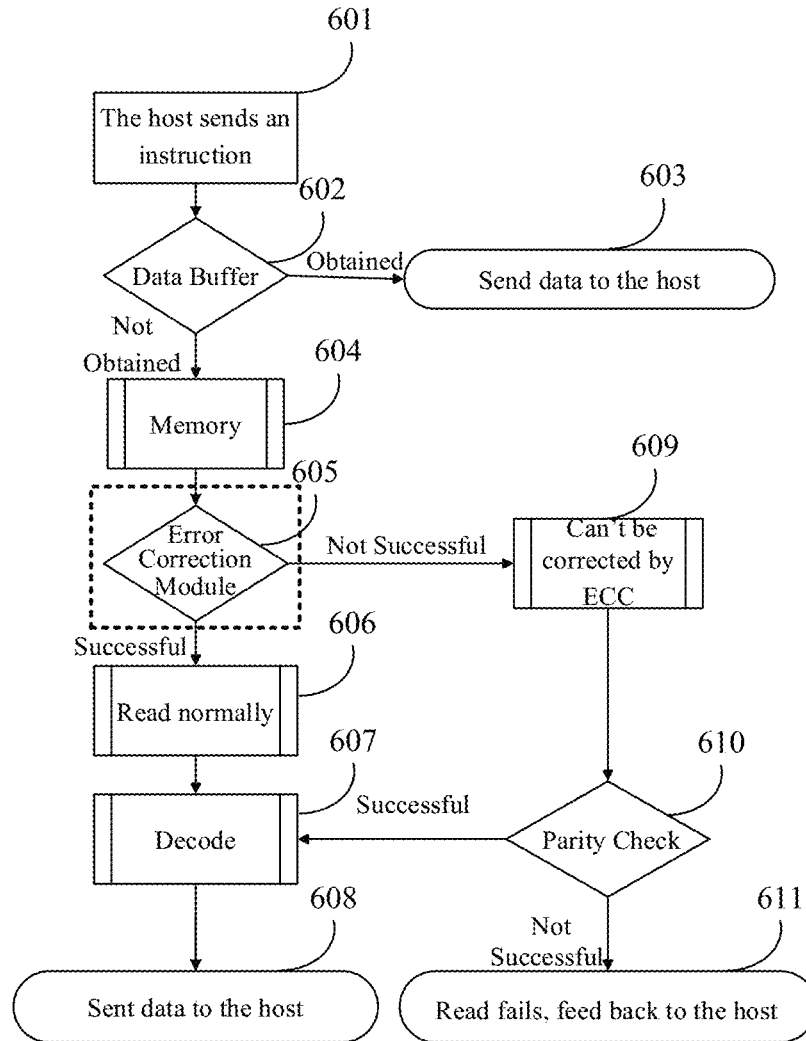 601
The host sends an
instruction
602
603
Data Buffer
Obtained
Send data to the host
Not
Obtained
604
Memory
605
609
Error
Correction
Module
Not Successful
Can't be
corrected by
ECC
Successful
606
Read normally
607
610
Successful
Decode
Parity Check
608
611
Not
Successful
Sent data to the host
Read fails, feed back to the host